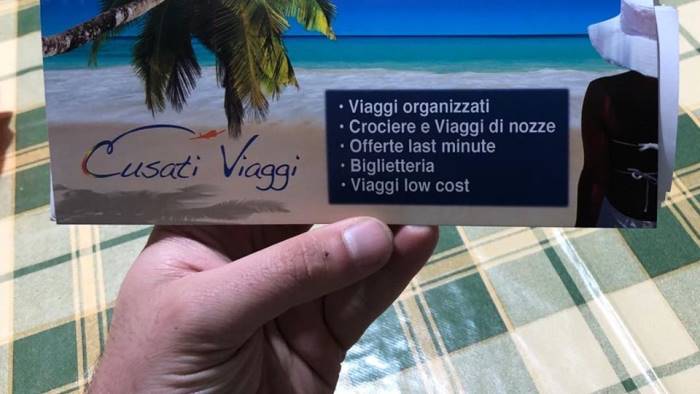 Cusati Viaggi
· Viaggi organizzati
· Crociere e Viaggi di nozze
· Offerte last minute
· Biglietteria
· Viaggi low cost